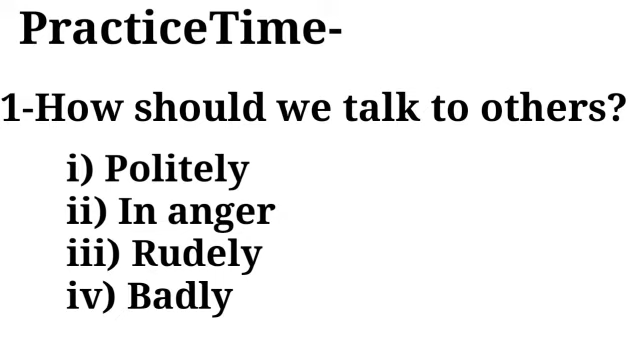 PracticeTime-
1-How should we talk to others?
i) Politely
ii) In anger
iii) Rudely
iv) Badly